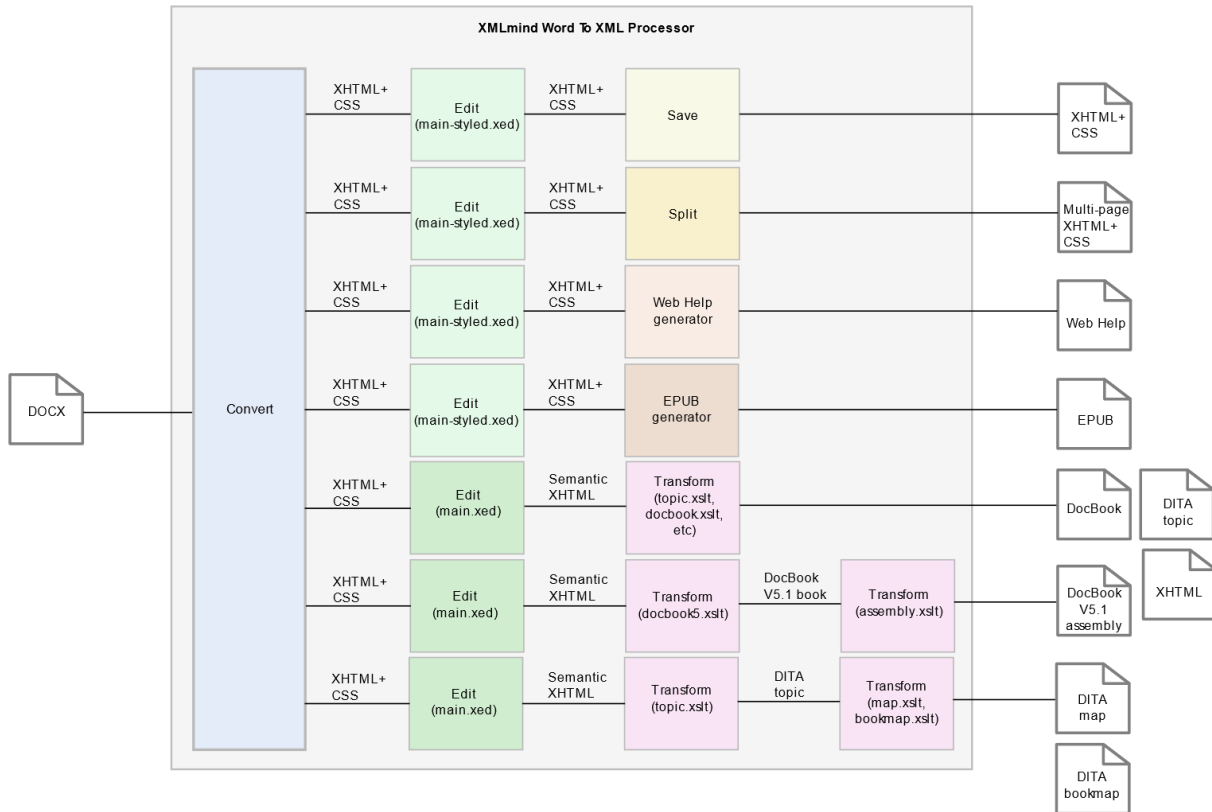 XMLmind Word To XML Processor
XHTML+
CSS
Edit
(main-styled.xed)
XHTML+
CSS
Save
XHTML+
CSS
XHTML+
CSS
Edit
(main-styled.xed)
XHTML+
CSS
Split
Multi-page
XHTML+
CSS
XHTML+
CSS
Edit
(main-styled.xed)
XHTML+
CSS
Web Help
generator
Web Help
DOCX
Convert
XHTML+
CSS
Edit
(main-styled.xed)
XHTML+
CSS
EPUB
generator
EPUB
XHTML+
CSS
Edit
(main.xed)
Semantic
XHTML
Transform
(topic.xslt,
docbook.xslt,
etc)
DocBook
DITA
topic
XHTML
XHTML+
CSS
Edit
(main.xed)
Semantic
XHTML
Transform
(docbook5.xslt)
DocBook
V5.1 book
Transform
(assembly.xslt)
DocBook
V5.1
assembly
XHTML+
CSS
Edit
(main.xed)
Semantic
XHTML
Transform
(topic.xslt)
DITA
topic
Transform
(map.xslt,
bookmap.xslt)
DITA
map
DITA
bookmap